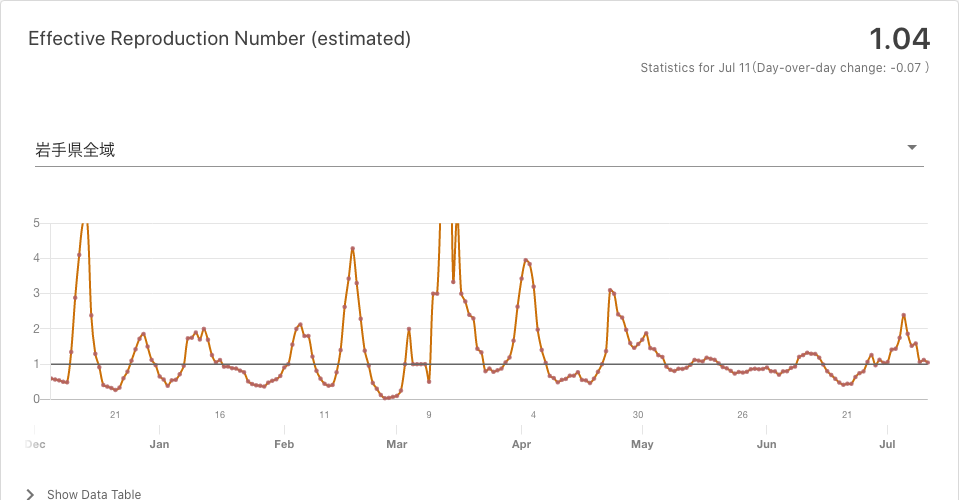 Effective Reproduction Number (estimated)
1.04
Statistics for Jul 11(Day-over-day change: -0.07 )
岩手県全域
5
4
3
2
1
0
21 16 11 9 4 30 26 21
Dec Jan Feb Mar Apr May Jun Jul
Show Data Table